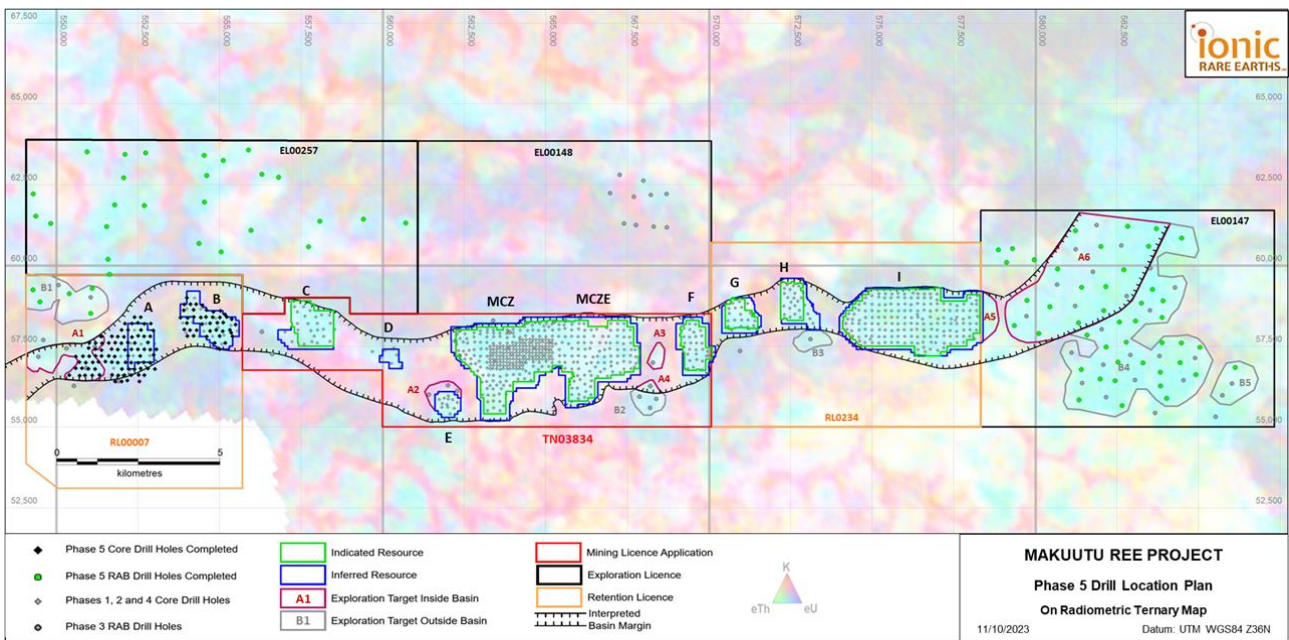 67,500
550,000
552,500
555,000
557,500
560,000
562,500
565,000
567,500
570,000
572,500
575,000
577,500
580,000
582,500
67,500
ionic
RARE EARTHS
65,000
65,000
EL00257
EL00148
62,500
62,500
EL00147
60,000
60,000
B1
A
B
C
D
MCZ
MCZE
F
G
H
I
A6
A5
A1
A3
57,500
57,500
A2
A4
B2
B3
B4
B5
55,000
55,000
E
RL00007
TN03834
RL0234
0
5
kilometres
52,500
52,500
Phase 5 Core Drill Holes Completed
Phase 5 RAB Drill Holes Completed
Phases 1, 2 and 4 Core Drill Holes
Phase 3 RAB Drill Holes
Indicated Resource
Inferred Resource
A1 Exploration Target Inside Basin
B1 Exploration Target Outside Basin
Mining Licence Application
Exploration Licence
Retention Licence
Interpreted
Basin Margin
K
eTh
eU
MAKUUTU REE PROJECT
Phase 5 Drill Location Plan
On Radiometric Ternary Map
11/10/2023
Datum: UTM WGS84 Z36N